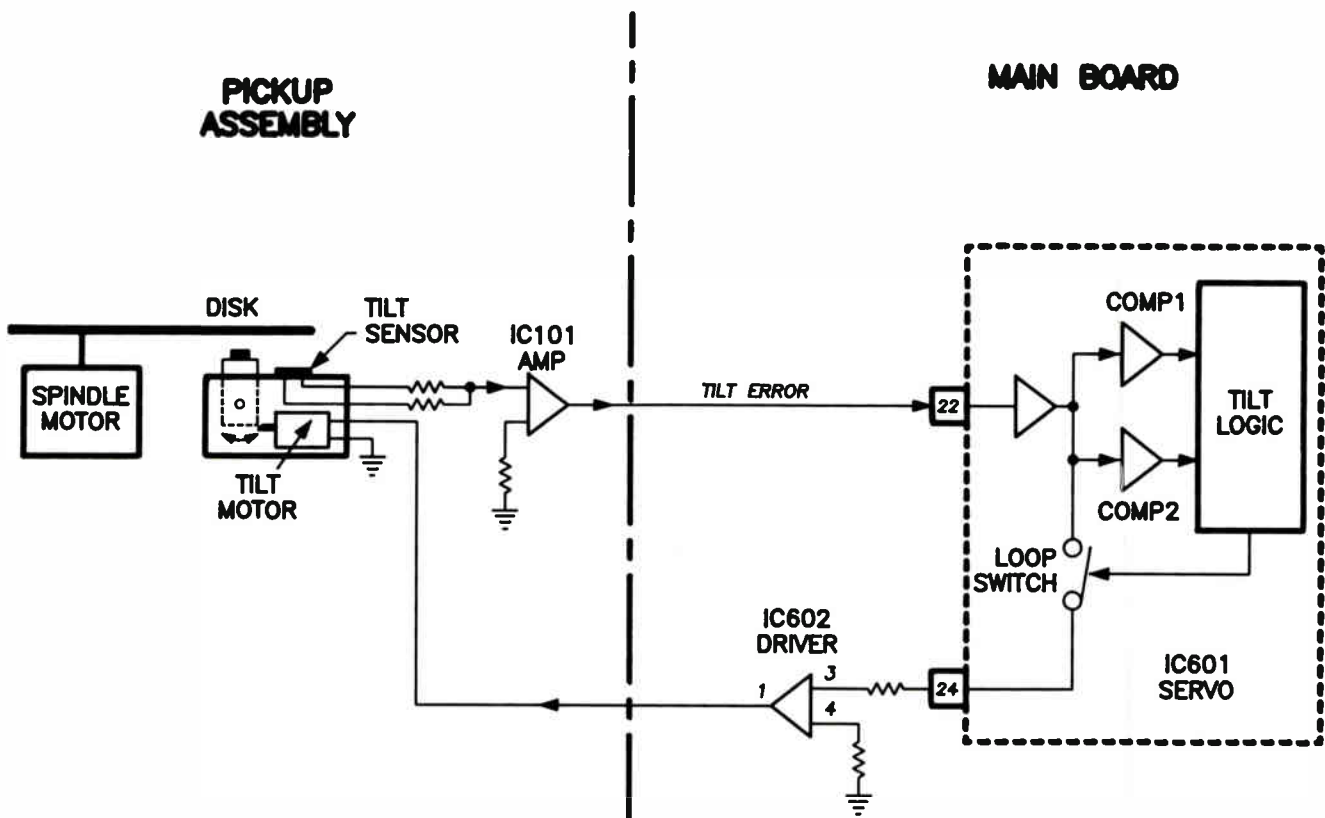 PICKUP
ASSEMBLY
MAIN BOARD
DISK
TILT
SENSOR
IC101
AMP
SPINDLE
MOTOR
TILT
MOTOR
TILT ERROR
22
COMP1
TILT
LOGIC
COMP2
LOOP
SWITCH
IC602
DRIVER
1
3
4
24
IC601
SERVO